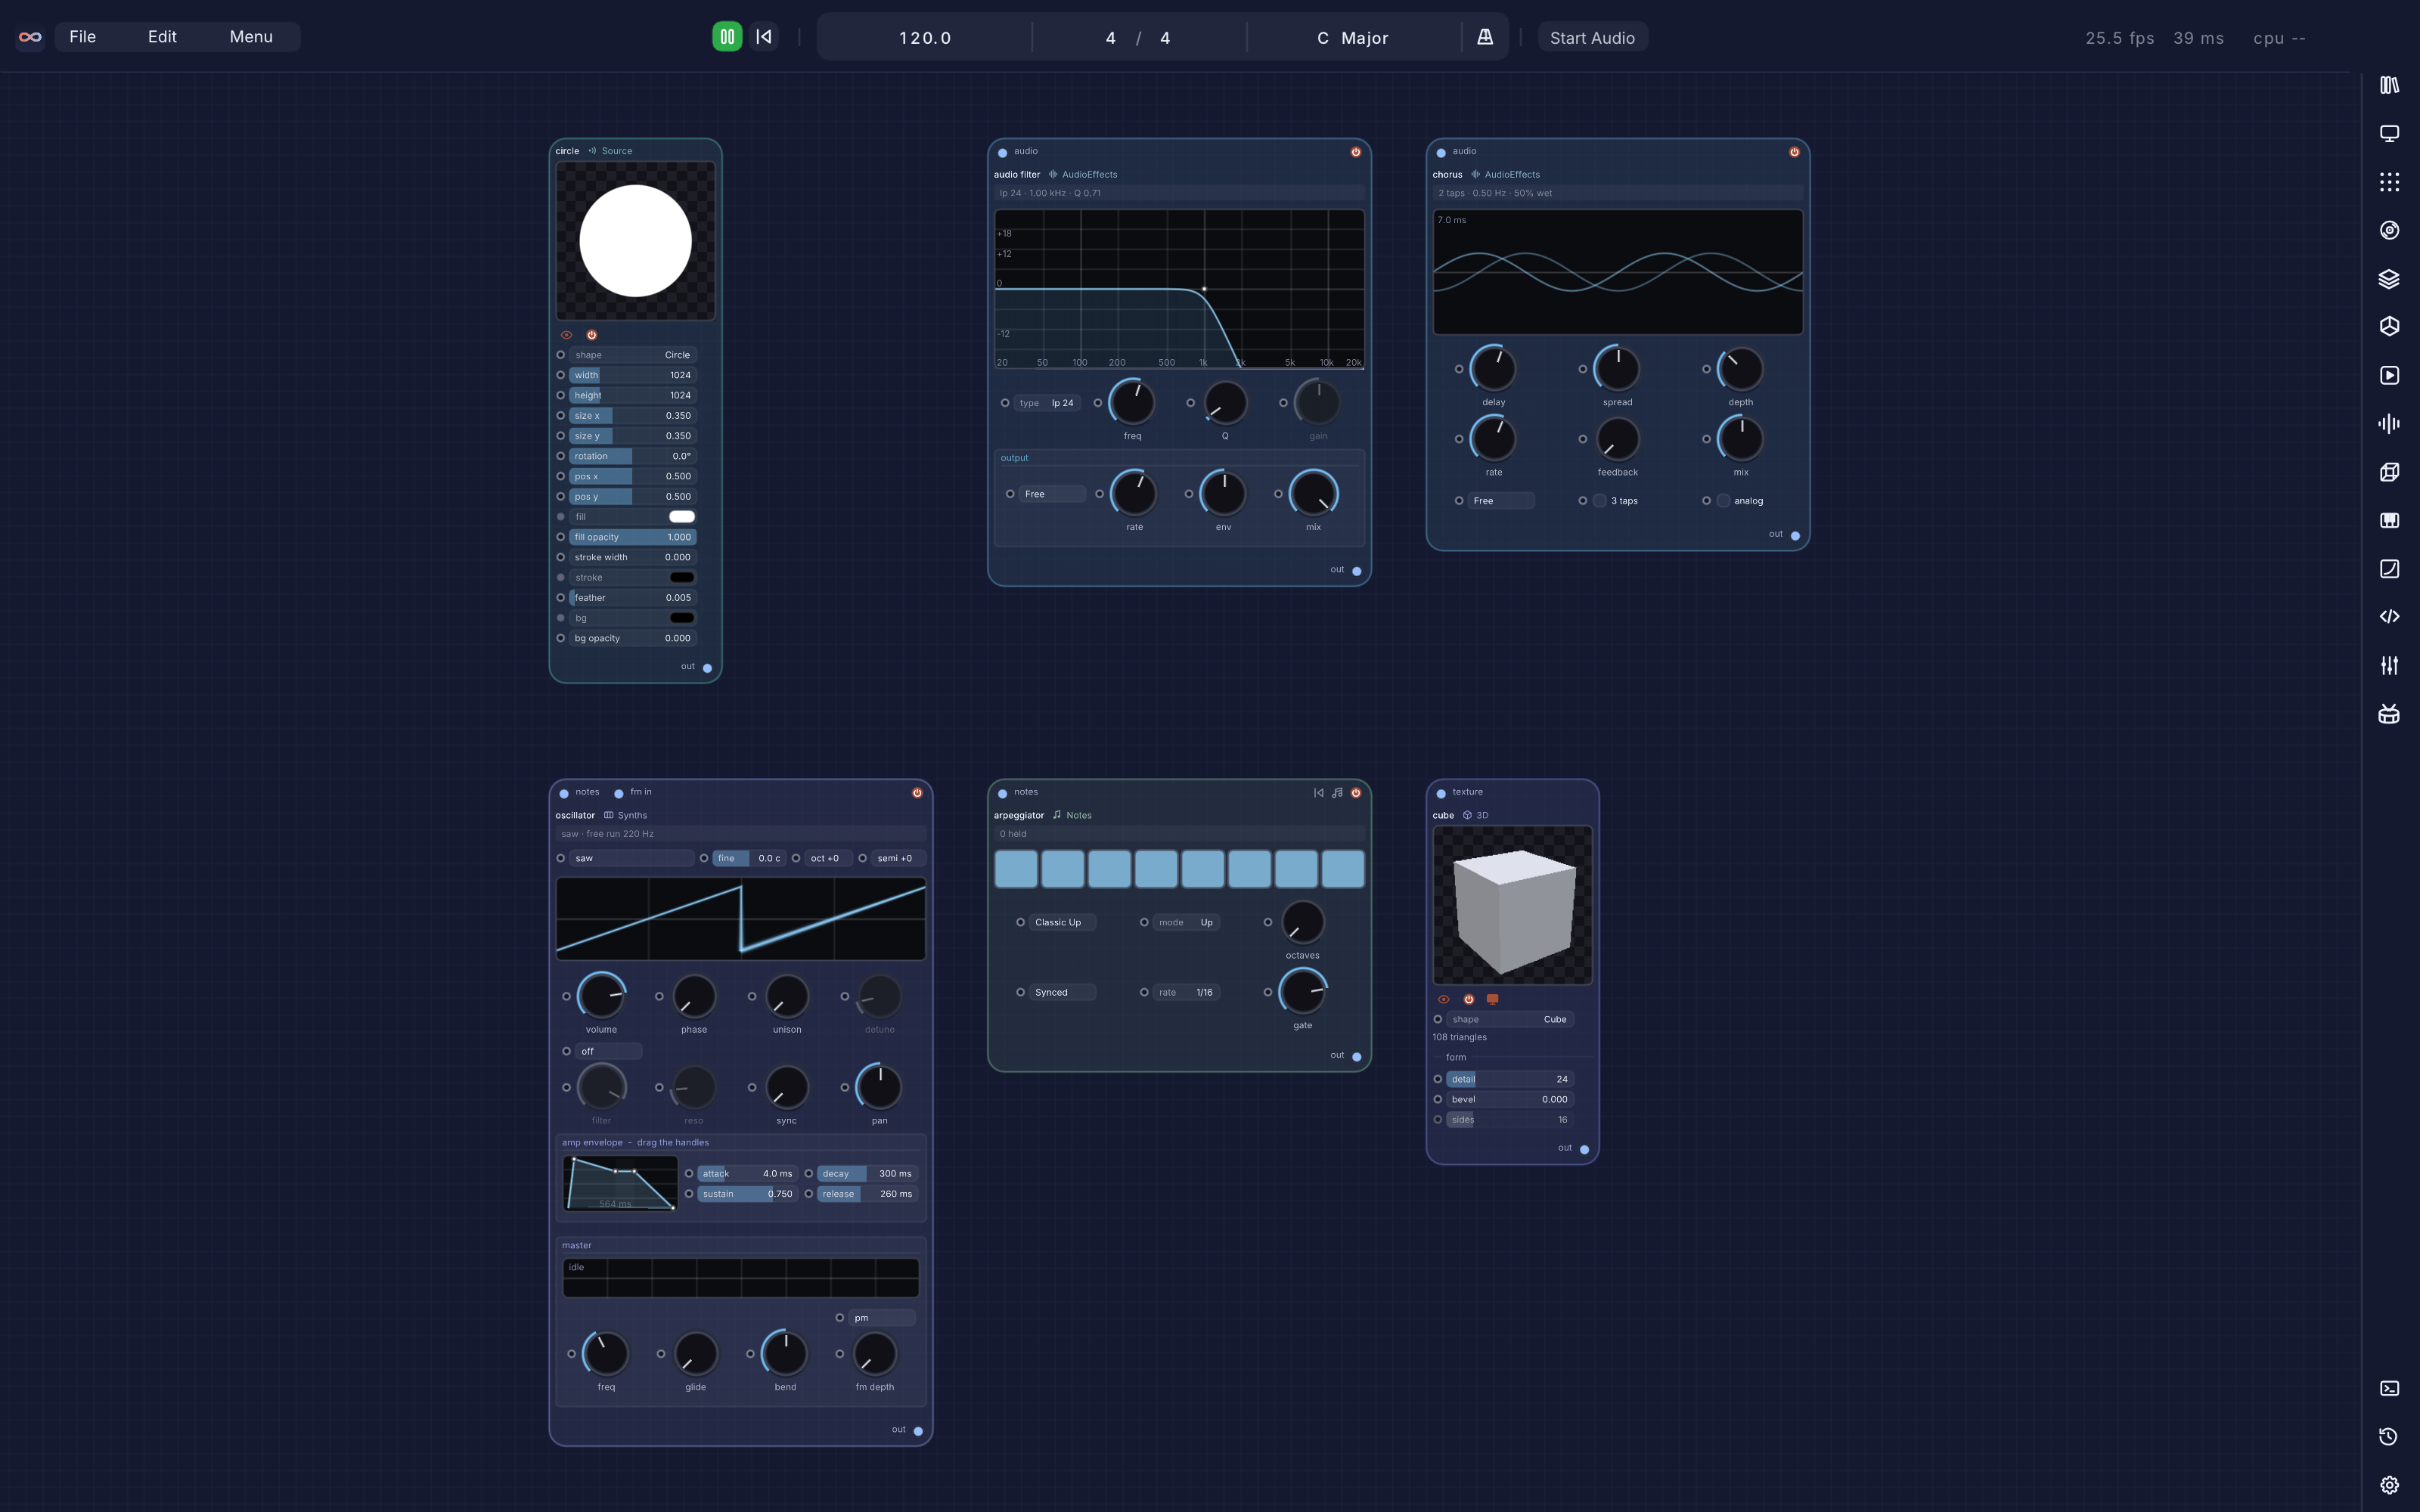 File Edit Menu 120.0 4 / 4 C Major Start Audio 25.5 fps 39 ms cpu --
circle Source
shape Circle
width 1024
height 1024
size x 0.350
size y 0.350
rotation 0.0°
pos x 0.500
pos y 0.500
fill
fill opacity 1.000
stroke width 0.000
stroke
feather 0.005
bg
bg opacity 0.000
out
audio
audio filter AudioEffects
lp 24 · 1.00 kHz · Q 0.71
+18
+12
0
-12
20 50 100 200 500 1k 2k 5k 10k 20k
type lp 24
freq Q gain
output
Free
rate env mix
out
audio
chorus AudioEffects
2 taps · 0.50 Hz · 50% wet
7.0 ms
delay spread depth
rate feedback mix
Free 3 taps analog
out
notes fm in
oscillator Synths
saw · free run 220 Hz
saw fine 0.0 c oct +0 semi +0
volume phase unison detune
off
filter reso sync pan
amp envelope - drag the handles
564 ms
attack 4.0 ms decay 300 ms
sustain 0.750 release 260 ms
master
idle
pm
freq glide bend fm depth
out
notes
arpeggiator Notes
0 held
Classic Up mode Up
octaves
Synced rate 1/16
gate
out
texture
cube 3D
shape Cube
108 triangles
form
detail 24
bevel 0.000
sides 16
out